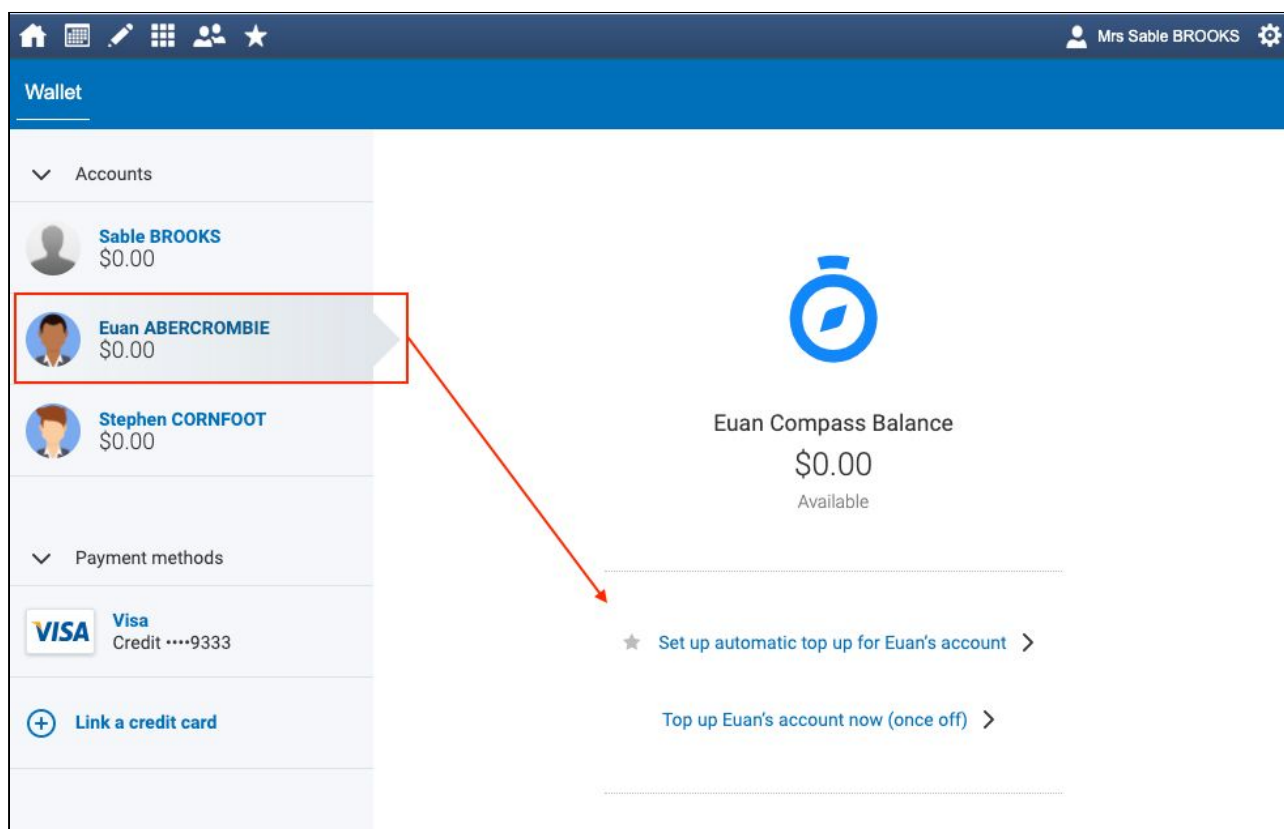 Mrs Sable BROOKS
Wallet
Accounts
Sable BROOKS
$0.00
Euan ABERCROMBIE
$0.00
Stephen CORNFOOT
$0.00
Payment methods
VISA
Visa
Credit ••••9333
Link a credit card
Euan Compass Balance
$0.00
Available
Set up automatic top up for Euan's account
Top up Euan's account now (once off)